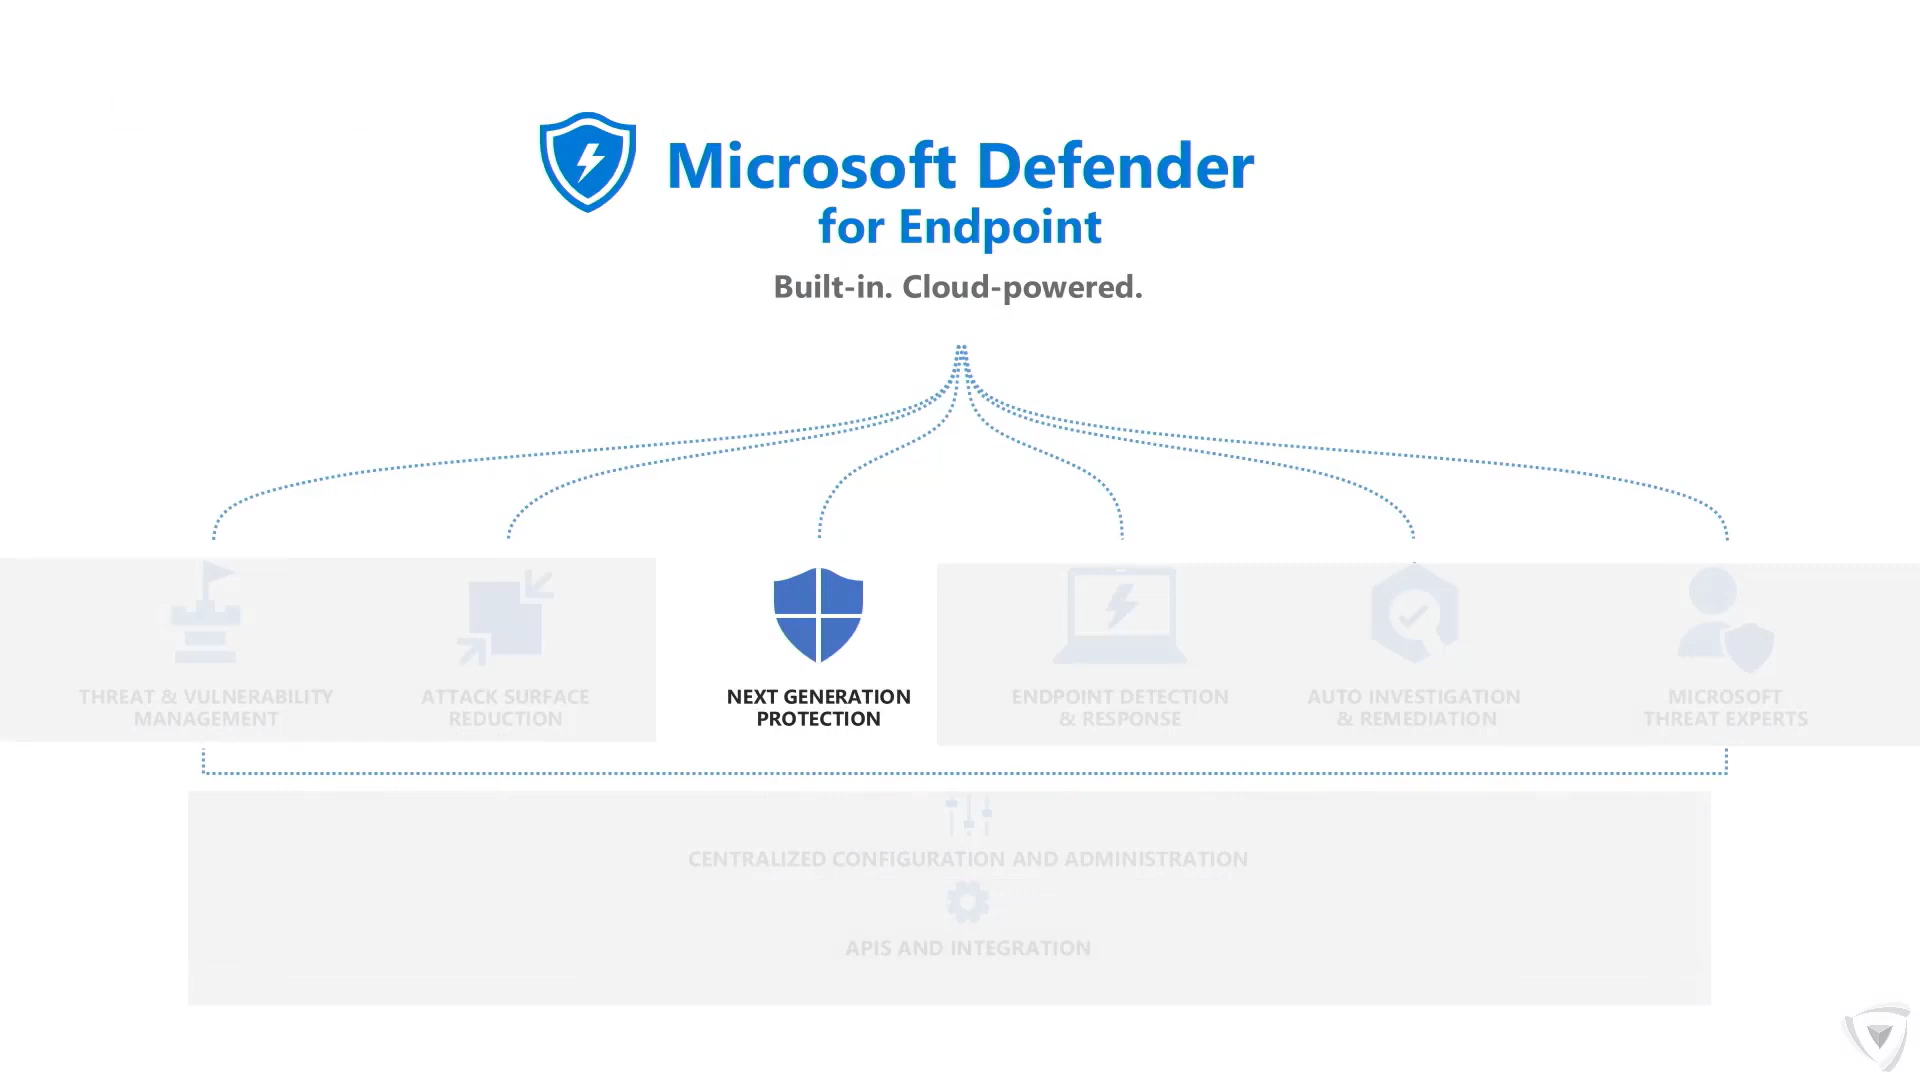 Microsoft Defender
for Endpoint
Built-in. Cloud-powered.
THREAT & VULNERABILITY
MANAGEMENT
ATTACK SURFACE
REDUCTION
NEXT GENERATION
PROTECTION
ENDPOINT DETECTION
& RESPONSE
AUTO INVESTIGATION
& REMEDIATION
MICROSOFT
THREAT EXPERTS
CENTRALIZED CONFIGURATION AND ADMINISTRATION
APIS AND INTEGRATION